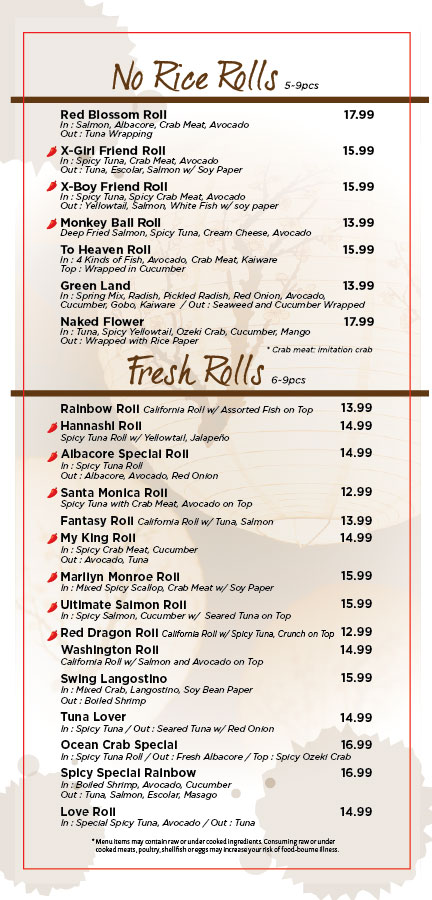 No Rice Rolls 5-9pcs
Red Blossom Roll 17.99
In : Salmon, Albacore, Crab Meat, Avocado
Out : Tuna Wrapping
X-Girl Friend Roll 15.99
In : Spicy Tuna, Crab Meat, Avocado
Out : Tuna, Escolar, Salmon w/ Soy Paper
X-Boy Friend Roll 15.99
In : Spicy Tuna, Spicy Crab Meat, Avocado
Out : Yellowtail, Salmon, White Fish w/ soy paper
Monkey Ball Roll 13.99
Deep Fried Salmon, Spicy Tuna, Cream Cheese, Avocado
To Heaven Roll 15.99
In : 4 Kinds of Fish, Avocado, Crab Meat, Kaiware
Top : Wrapped in Cucumber
Green Land 13.99
In : Spring Mix, Radish, Pickled Radish, Red Onion, Avocado,
Cucumber, Gobo, Kaiware / Out : Seaweed and Cucumber Wrapped
Naked Flower 17.99
In : Tuna, Spicy Yellowtail, Ozeki Crab, Cucumber, Mango
Out : Wrapped with Rice Paper
* Crab meat: imitation crab
Fresh Rolls 6-9pcs
Rainbow Roll California Roll w/ Assorted Fish on Top 13.99
Hannashi Roll 14.99
Spicy Tuna Roll w/ Yellowtail, Jalapeño
Albacore Special Roll 14.99
In : Spicy Tuna Roll
Out : Albacore, Avocado, Red Onion
Santa Monica Roll 12.99
Spicy Tuna with Crab Meat, Avocado on Top
Fantasy Roll California Roll w/ Tuna, Salmon 13.99
My King Roll 14.99
In : Spicy Crab Meat, Cucumber
Out : Avocado, Tuna
Marilyn Monroe Roll 15.99
In : Mixed Spicy Scallop, Crab Meat w/ Soy Paper
Ultimate Salmon Roll 15.99
In : Spicy Salmon, Cucumber w/ Seared Tuna on Top
Red Dragon Roll California Roll w/ Spicy Tuna, Crunch on Top 12.99
Washington Roll 14.99
California Roll w/ Salmon and Avocado on Top
Swing Langostino 15.99
In : Mixed Crab, Langostino, Soy Bean Paper
Out : Boiled Shrimp
Tuna Lover 14.99
In : Spicy Tuna / Out : Seared Tuna w/ Red Onion
Ocean Crab Special 16.99
In : Spicy Tuna Roll / Out : Fresh Albacore / Top : Spicy Ozeki Crab
Spicy Special Rainbow 16.99
In : Boiled Shrimp, Avocado, Cucumber
Out : Tuna, Salmon, Escolar, Masago
Love Roll 14.99
In : Special Spicy Tuna, Avocado / Out : Tuna
* Menu items may contain raw or under cooked ingredients. Consuming raw or under
cooked meats, poultry, shellfish or eggs may increase your risk of food-bourne illness.